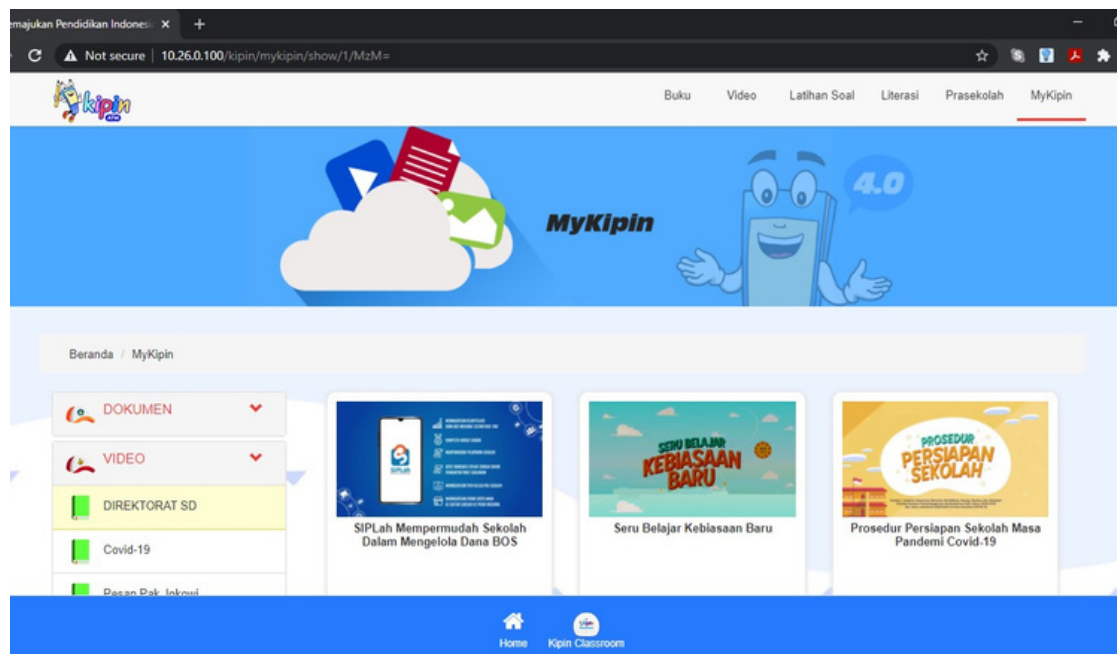 emajukan Pendidikan Indones
Not secure | 10.26.0.100/kipin/mykipin/show/1/MzM=
kipin
ATM
Buku Video Latihan Soal Literasi Prasekolah MyKipin
MyKipin
4.0
Beranda / MyKipin
DOKUMEN
VIDEO
DIREKTORAT SD
Covid-19
Pesan Pak Jokowi
SIPLah
SIPLah Mempermudah Sekolah
Dalam Mengelola Dana BOS
SERU BELAJAR
KEBIASAAN
BARU
Seru Belajar Kebiasaan Baru
PROSEDUR
PERSIAPAN
SEKOLAH
Prosedur Persiapan Sekolah Masa
Pandemi Covid-19
Home Kipin Classroom